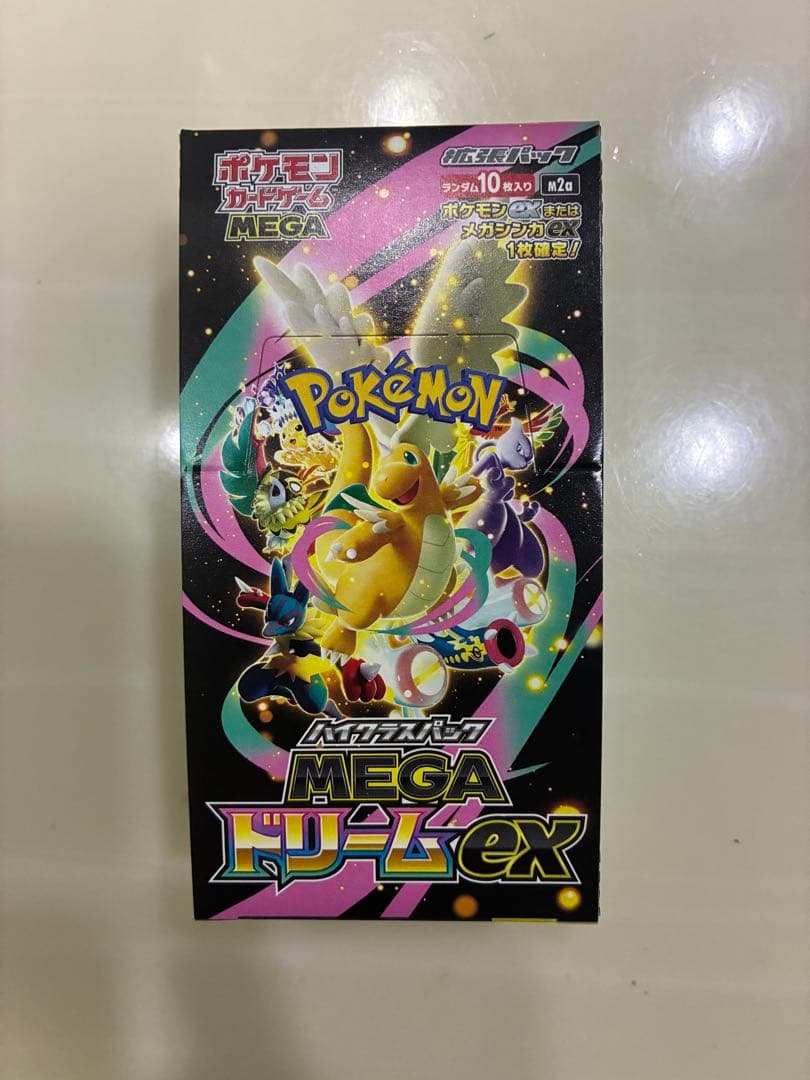 ポケモン
カードゲーム
MEGA
拡張パック
ランダム10枚入り M2a
ポケモンexまたは
メガシンカex
1枚確定!
POKéMON
TM
ハイクラスパック
MEGA
ドリームex